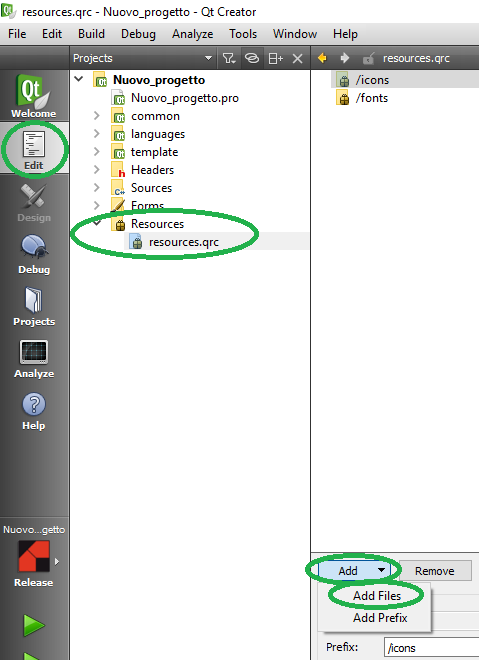 resources.qrc - Nuovo_progetto - Qt Creator
File Edit Build Debug Analyze Tools Window Help
Projects
resources.qrc
Qt
Welcome
Edit
Design
Debug
Projects
Analyze
Help
Nuovo_progetto
Nuovo_progetto.pro
common
languages
template
Headers
Sources
Forms
Resources
resources.qrc
/icons
/fonts
Nuovo...getto
Release
Add
Remove
Add Files
Add Prefix
Prefix: /icons